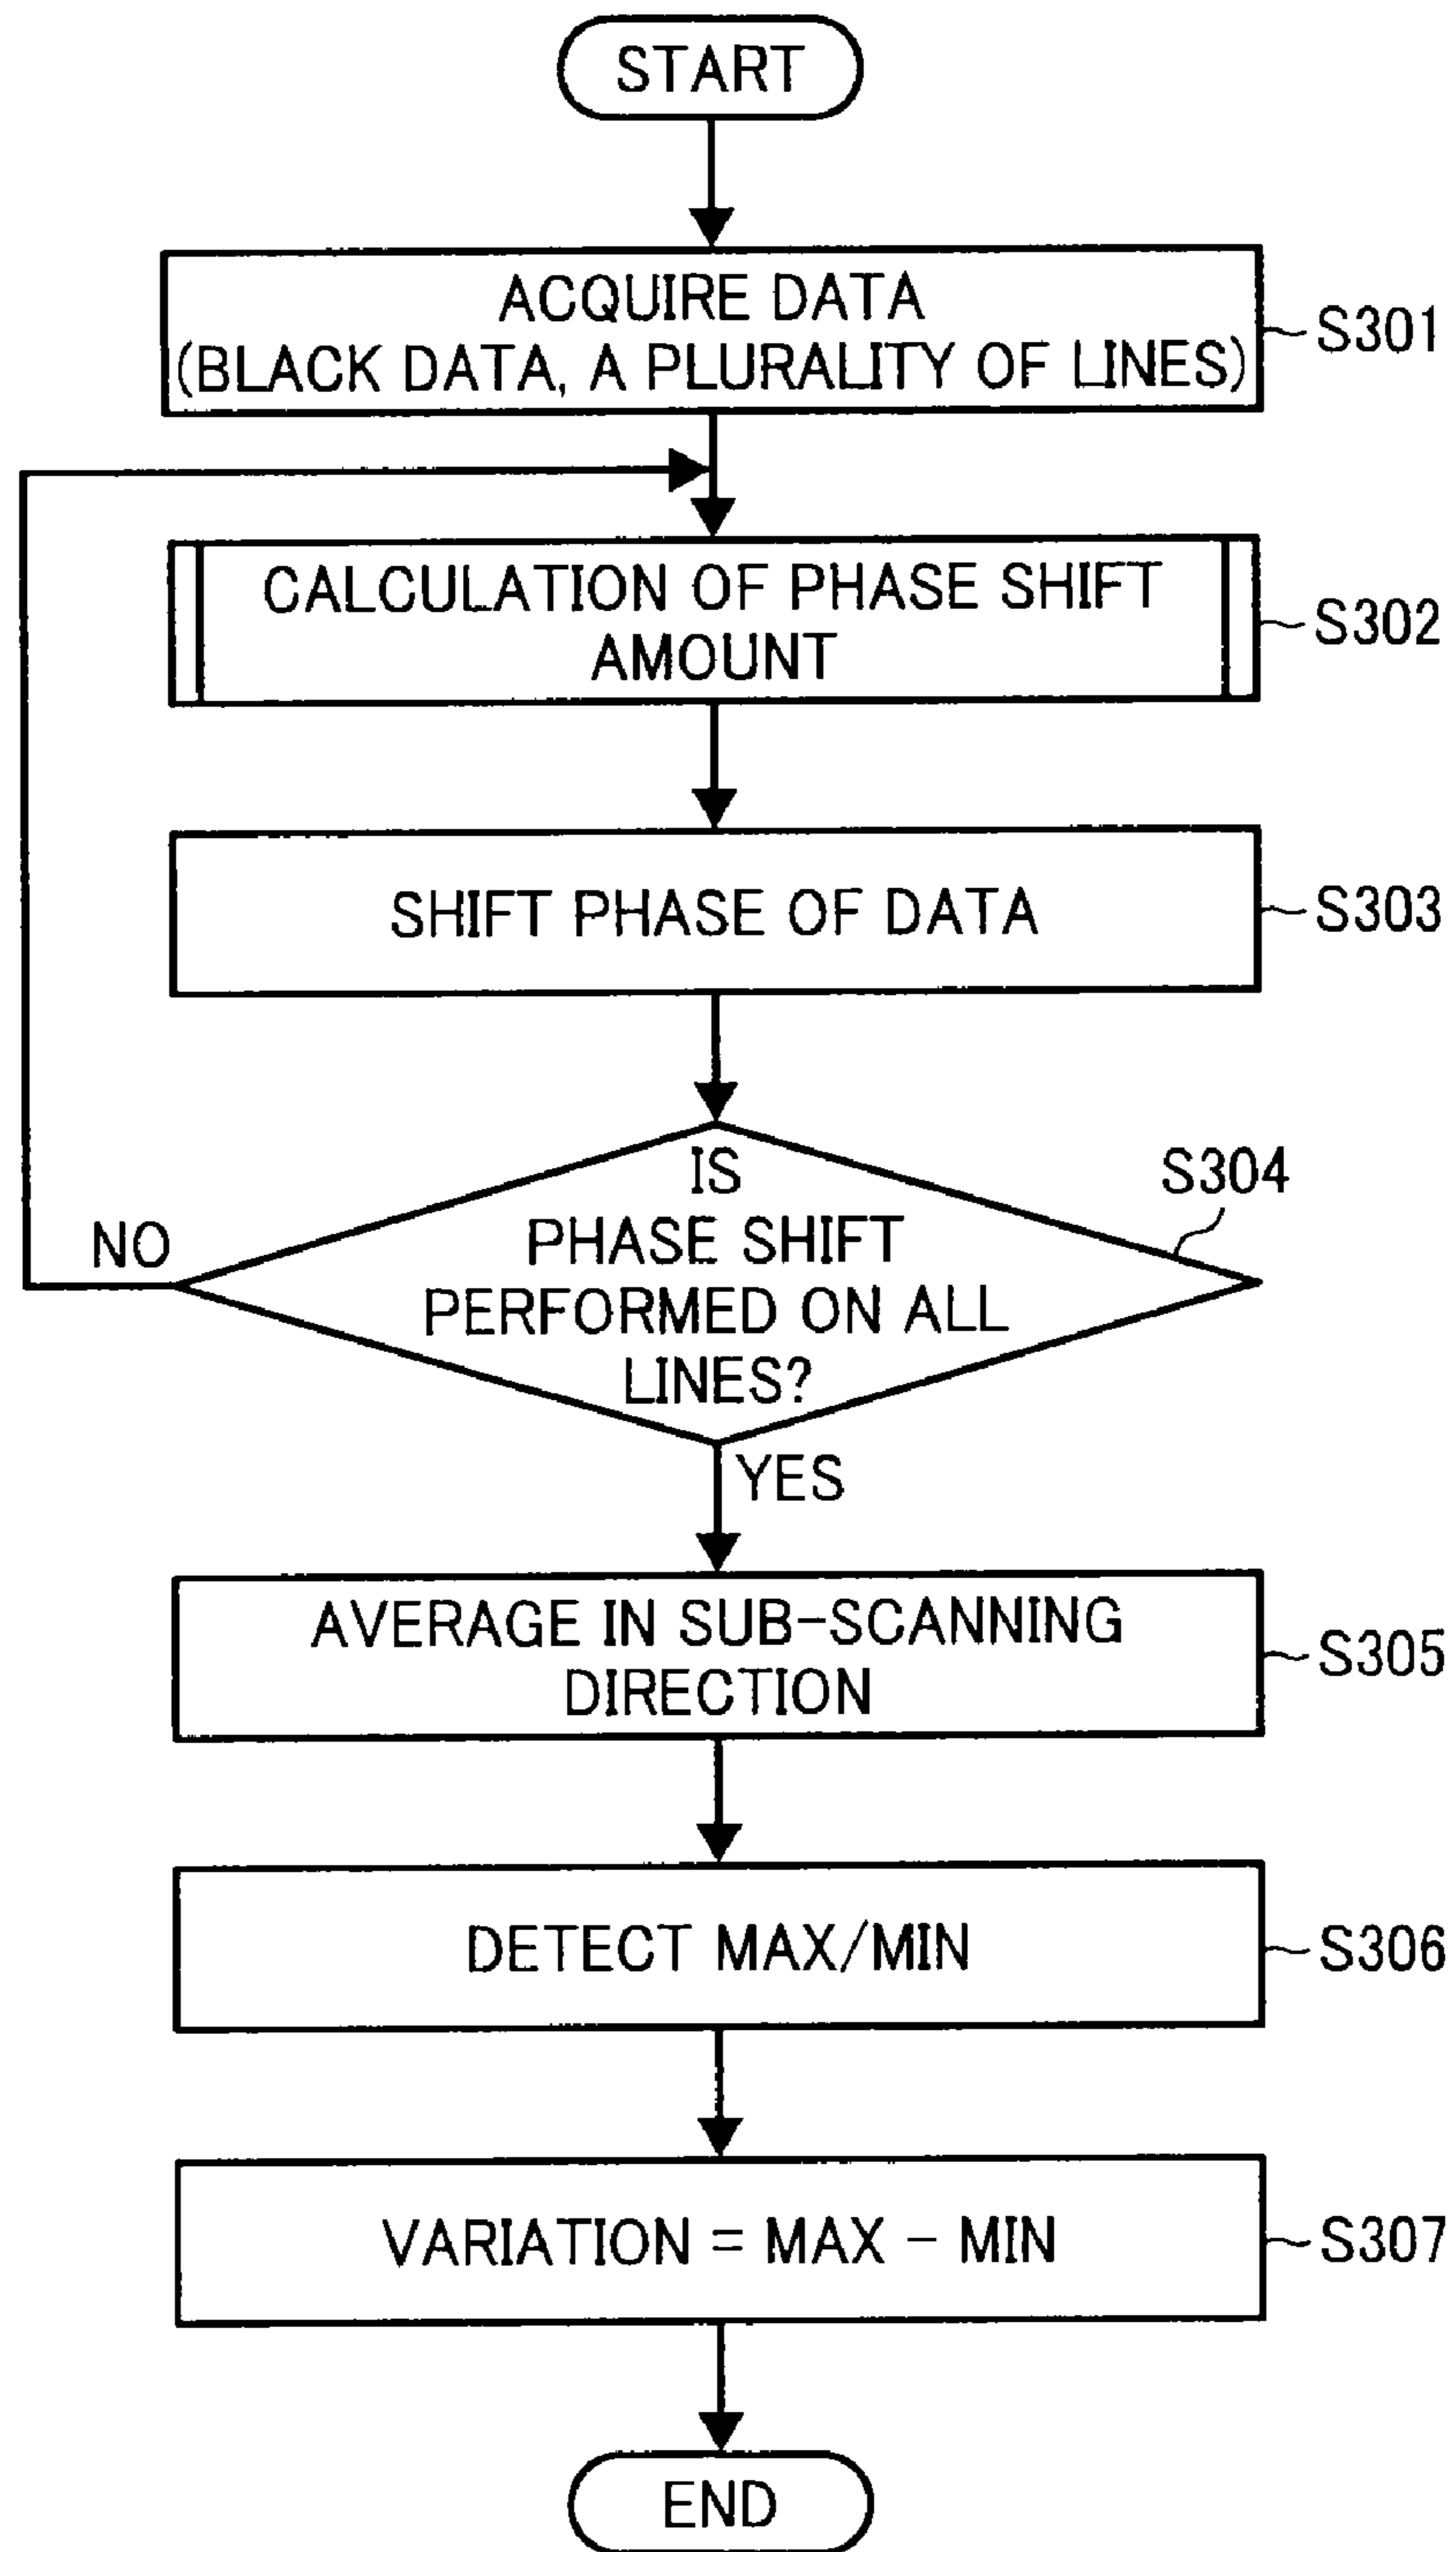 START
ACQUIRE DATA
(BLACK DATA, A PLURALITY OF LINES)
S301
CALCULATION OF PHASE SHIFT
AMOUNT
S302
SHIFT PHASE OF DATA
S303
IS
PHASE SHIFT
PERFORMED ON ALL
LINES?
S304
NO
YES
AVERAGE IN SUB-SCANNING
DIRECTION
S305
DETECT MAX/MIN
S306
VARIATION = MAX - MIN
S307
END